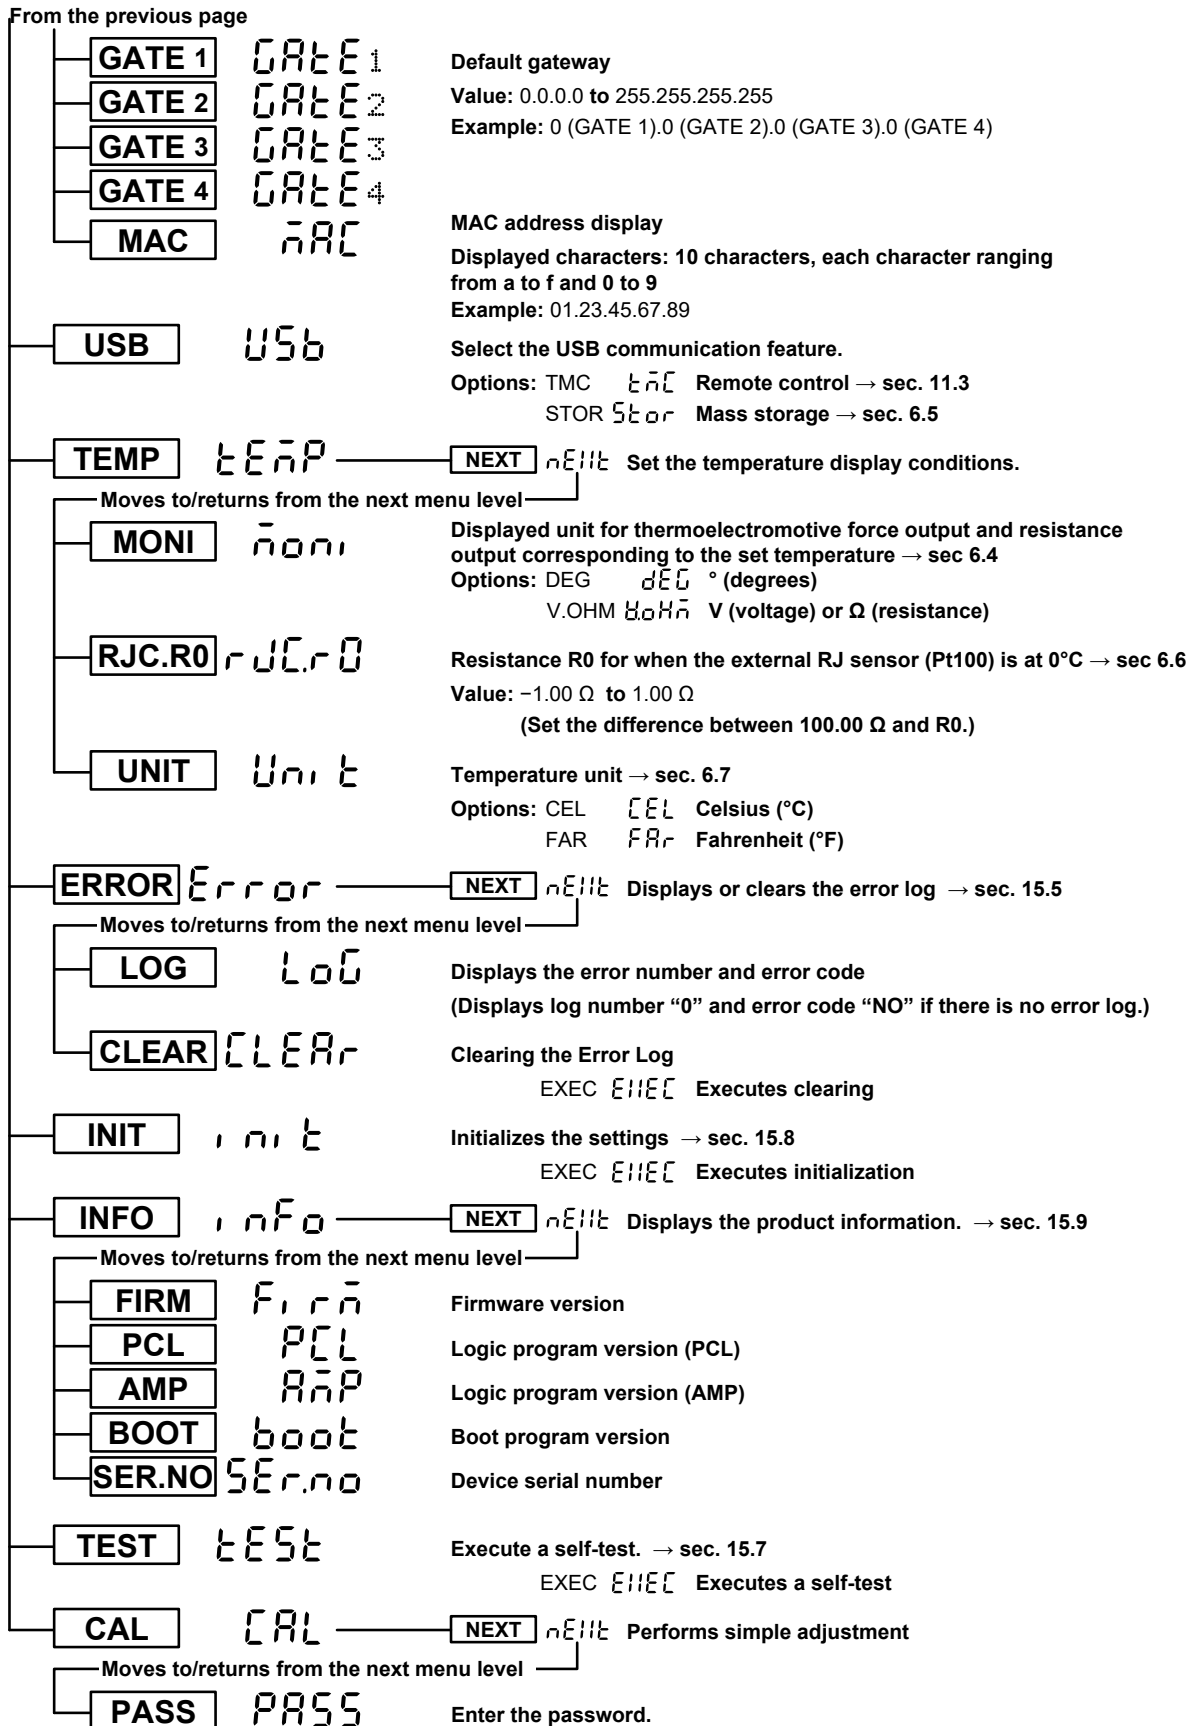 From the previous page
GATE 1 GAtE1 Default gateway
GATE 2 GAtE2 Value: 0.0.0.0 to 255.255.255.255
GATE 3 GAtE3 Example: 0 (GATE 1).0 (GATE 2).0 (GATE 3).0 (GATE 4)
GATE 4 GAtE4
MAC mAC MAC address display
Displayed characters: 10 characters, each character ranging
from a to f and 0 to 9
Example: 01.23.45.67.89
USB USb Select the USB communication feature.
Options: TMC tmC Remote control → sec. 11.3
STOR Stor Mass storage → sec. 6.5
TEMP tEmP NEXT nEXt Set the temperature display conditions.
Moves to/returns from the next menu level
MONI moni Displayed unit for thermoelectromotive force output and resistance
output corresponding to the set temperature → sec 6.4
Options: DEG dEG ° (degrees)
V.OHM V.oHm V (voltage) or Ω (resistance)
RJC.R0 rJC.r0 Resistance R0 for when the external RJ sensor (Pt100) is at 0°C → sec 6.6
Value: −1.00 Ω to 1.00 Ω
(Set the difference between 100.00 Ω and R0.)
UNIT Unit Temperature unit → sec. 6.7
Options: CEL CEL Celsius (°C)
FAR FAr Fahrenheit (°F)
ERROR Error NEXT nEXt Displays or clears the error log → sec. 15.5
Moves to/returns from the next menu level
LOG LoG Displays the error number and error code
(Displays log number “0” and error code “NO” if there is no error log.)
CLEAR CLEAr Clearing the Error Log
EXEC EXEC Executes clearing
INIT init Initializes the settings → sec. 15.8
EXEC EXEC Executes initialization
INFO inFo NEXT nEXt Displays the product information. → sec. 15.9
Moves to/returns from the next menu level
FIRM Firm Firmware version
PCL PCL Logic program version (PCL)
AMP AmP Logic program version (AMP)
BOOT boot Boot program version
SER.NO SEr.no Device serial number
TEST tESt Execute a self-test. → sec. 15.7
EXEC EXEC Executes a self-test
CAL CAL NEXT nEXt Performs simple adjustment
Moves to/returns from the next menu level
PASS PASS Enter the password.